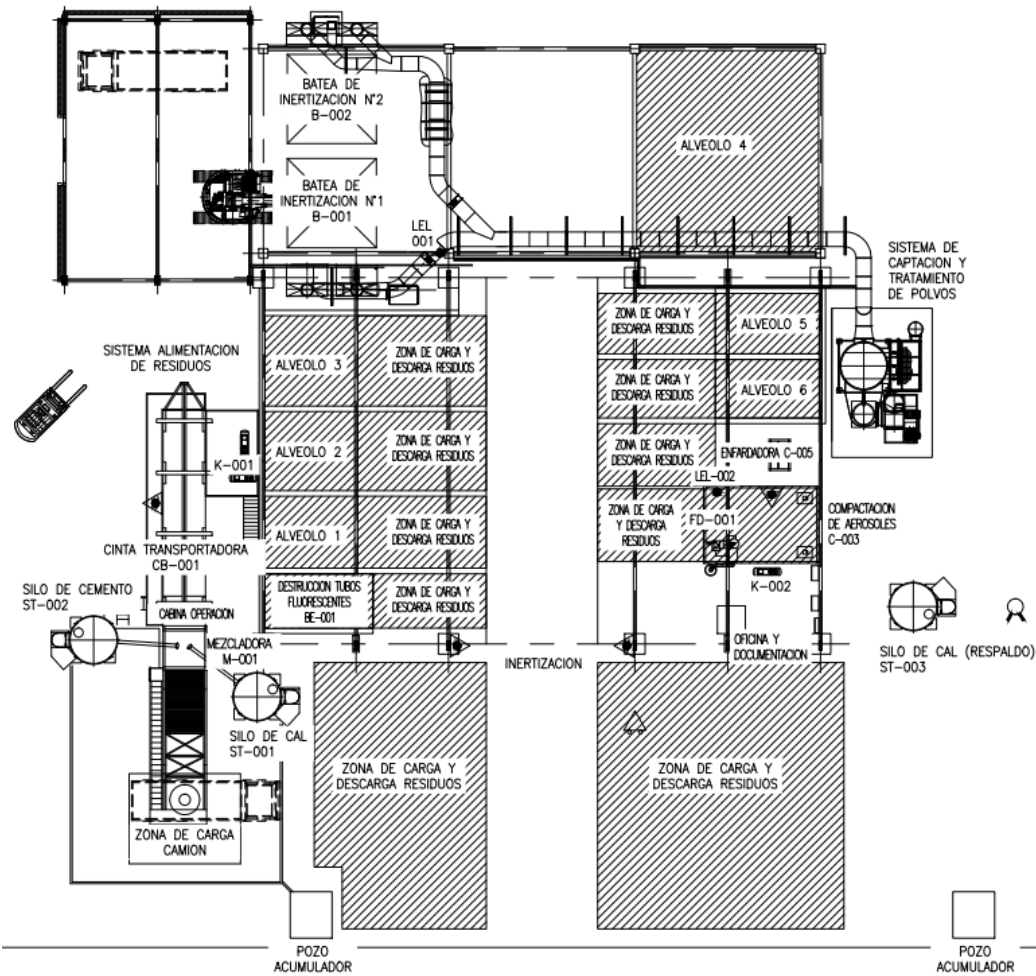 BATEA DE
INERTIZACION N°2
B-002
ALVEOLO 4
BATEA DE
INERTIZACION N°1
B-001
LEL
001
SISTEMA DE
CAPTACION Y
TRATAMIENTO
DE POLVOS
SISTEMA ALIMENTACION
DE RESIDUOS
ALVEOLO 3
ZONA DE CARGA Y
DESCARGA RESIDUOS
ZONA DE CARGA Y
DESCARGA RESIDUOS
ALVEOLO 5
ZONA DE CARGA Y
DESCARGA RESIDUOS
ALVEOLO 6
K-001
ALVEOLO 2
ZONA DE CARGA Y
DESCARGA RESIDUOS
ZONA DE CARGA Y
DESCARGA RESIDUOS
ENFARDADORA C-005
LEL-002
ALVEOLO 1
ZONA DE CARGA Y
DESCARGA RESIDUOS
ZONA DE CARGA
Y DESCARGA
RESIDUOS
FD-001
COMPACTACION
DE AEROSOLES
C-003
CINTA TRANSPORTADORA
CB-001
K-002
SILO DE CEMENTO
ST-002
CABINA OPERACIÓN
DESTRUCCION TUBOS
FLUORESCENTES
BE-001
ZONA DE CARGA Y
DESCARGA RESIDUOS
MEZCLADORA
M-001
INERTIZACION
OFICINA Y
DOCUMENTACION
SILO DE CAL (RESPALDO)
ST-003
SILO DE CAL
ST-001
ZONA DE CARGA Y
DESCARGA RESIDUOS
ZONA DE CARGA Y
DESCARGA RESIDUOS
ZONA DE CARGA
CAMION
POZO
ACUMULADOR
POZO
ACUMULADOR